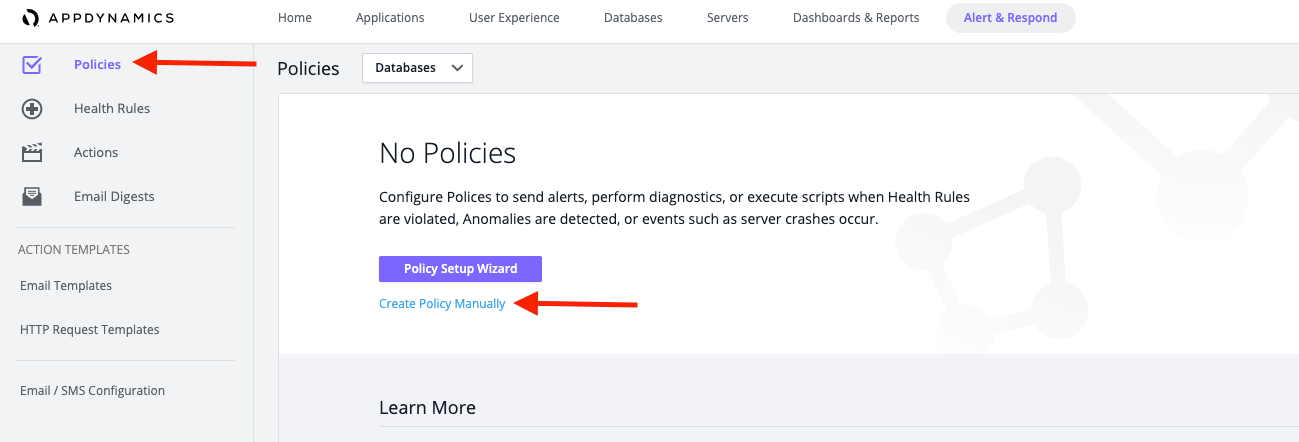 APPDYNAMICS
Home Applications User Experience Databases Servers Dashboards & Reports Alert & Respond
Policies
Health Rules
Actions
Email Digests
ACTION TEMPLATES
Email Templates
HTTP Request Templates
Email / SMS Configuration
Policies Databases
No Policies
Configure Polices to send alerts, perform diagnostics, or execute scripts when Health Rules
are violated, Anomalies are detected, or events such as server crashes occur.
Policy Setup Wizard
Create Policy Manually
Learn More